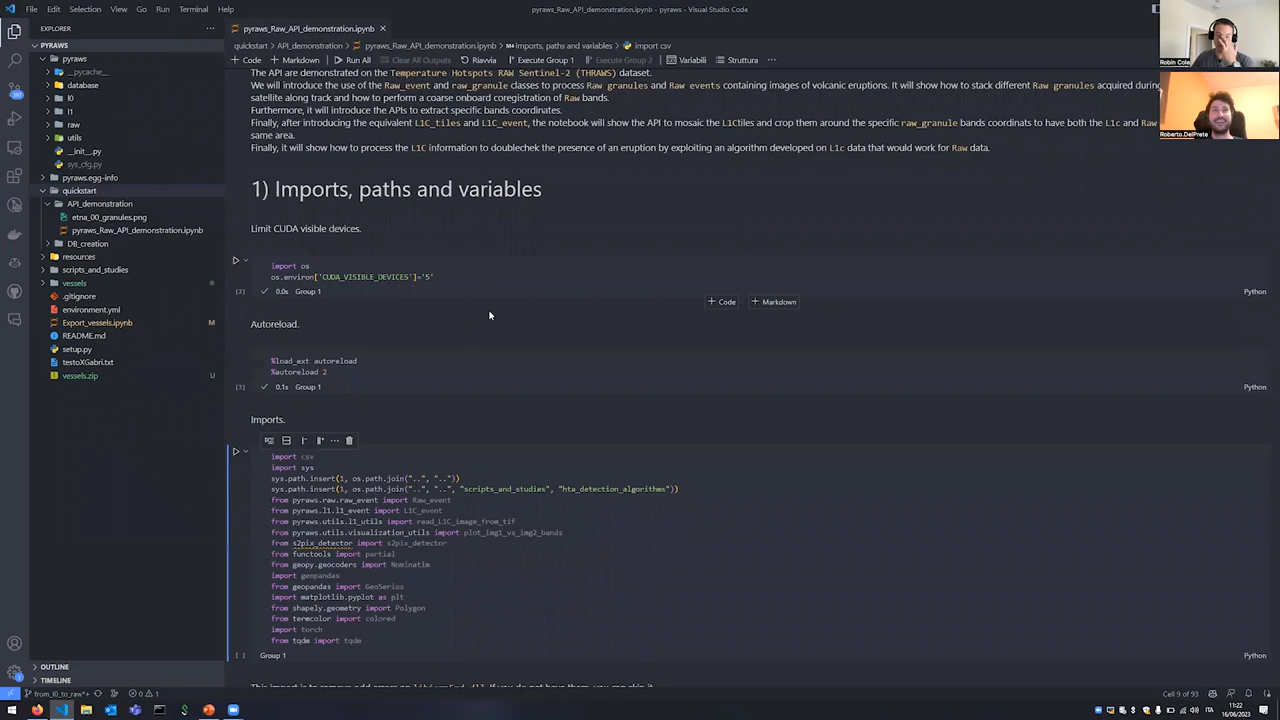 File Edit Selection View Go Run Terminal Help
pyraws_Raw_API_demonstration.ipynb - pyraws - Visual Studio Code
EXPLORER
PYRAWS
pyraws
__pycache__
database
l0
l1
raw
utils
__init__.py
sys_cfg.py
pyraws.egg-info
quickstart
API_demonstration
etna_00_granules.png
pyraws_Raw_API_demonstration.ipynb
DB_creation
resources
scripts_and_studies
vessels
.gitignore
environment.yml
Export_vessels.ipynb M
README.md
setup.py
testoXGabri.txt
vessels.zip U
OUTLINE
TIMELINE
pyraws_Raw_API_demonstration.ipynb
quickstart > API_demonstration > pyraws_Raw_API_demonstration.ipynb > Imports, paths and variables > import csv
+ Code + Markdown Run All Clear All Outputs Riavvia Execute Group 1 Execute Group 2 Variabili Struttura
The API are demonstrated on the Temperature Hotspots RAW Sentinel-2 (THRAWS) dataset.
We will introduce the use of the Raw_event and raw_granule classes to process Raw granules and Raw events containing images of volcanic eruptions. It will show how to stack different Raw granules acquired during
satellite along track and how to perform a coarse onboard coregistration of Raw bands.
Furthermore, it will introduce the APIs to extract specific bands coordinates.
Finally, after introducing the equivalent L1C_tiles and L1C_event, the notebook will show the API to mosaic the L1CTiles and crop them around the specific raw_granule bands coordinats to have both the L1c and Raw
same area.
Finally, it will show how to process the L1C information to doublechek the presence of an eruption by exploiting an algorithm developed on L1c data that would work for Raw data.
1) Imports, paths and variables
Limit CUDA visible devices.
import os
os.environ['CUDA_VISIBLE_DEVICES']='5'
[2] 0.0s Group 1 Python
+ Code + Markdown
Autoreload.
%load_ext autoreload
%autoreload 2
[3] 0.1s Group 1 Python
Imports.
import csv
import sys
sys.path.insert(1, os.path.join("..", ".."))
sys.path.insert(1, os.path.join("..", "..", "scripts_and_studies", "hta_detection_algorithms"))
from pyraws.raw.raw_event import Raw_event
from pyraws.l1.l1_event import L1C_event
from pyraws.utils.l1_utils import read_L1C_image_from_tif
from pyraws.utils.visualization_utils import plot_img1_vs_img2_bands
from s2pix_detector import s2pix_detector
from functools import partial
from geopy.geocoders import Nominatim
import geopandas
from geopandas import GeoSeries
import matplotlib.pyplot as plt
from shapely.geometry import Polygon
from termcolor import colored
import torch
from tqdm import tqdm
[ ] Group 1 Python
Robin Cole
Roberto.DelPrete
from_l0_to_raw*+ 0 1 Cell 9 of 93
ITA
11:22
16/06/2023